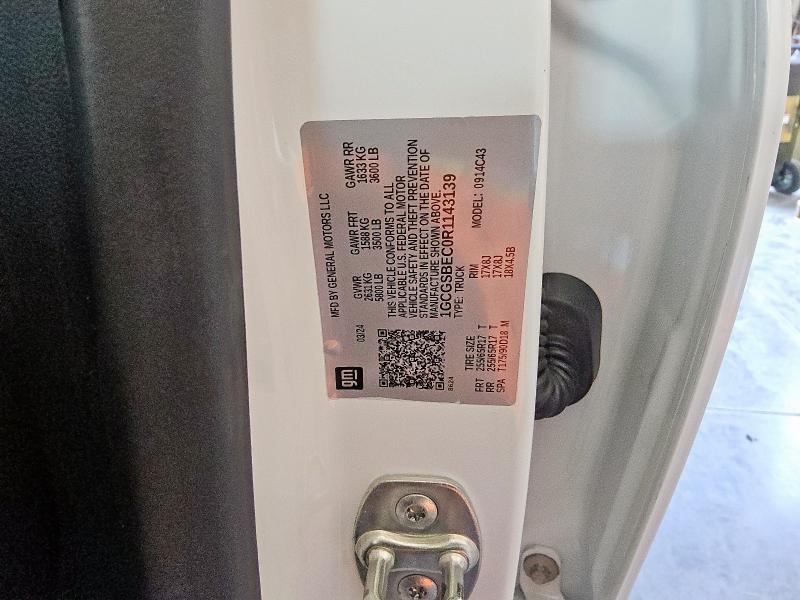 gm
MFD BY GENERAL MOTORS LLC
03/24
GVWR GAWR FRT GAWR RR
2631 KG 1588 KG 1633 KG
5800 LB 3500 LB 3600 LB
THIS VEHICLE CONFORMS TO ALL
APPLICABLE U.S. FEDERAL MOTOR
VEHICLE SAFETY AND THEFT PREVENTION
STANDARDS IN EFFECT ON THE DATE OF
MANUFACTURE SHOWN ABOVE.
1GCGSBEC0R1143139
TYPE: TRUCK MODEL: 0914C43
8624
TIRE SIZE RIM
FRT 255/65R17 T 17X8J
RR 255/65R17 T 17X8J
SPA T175/90D18 M 18X4.5B